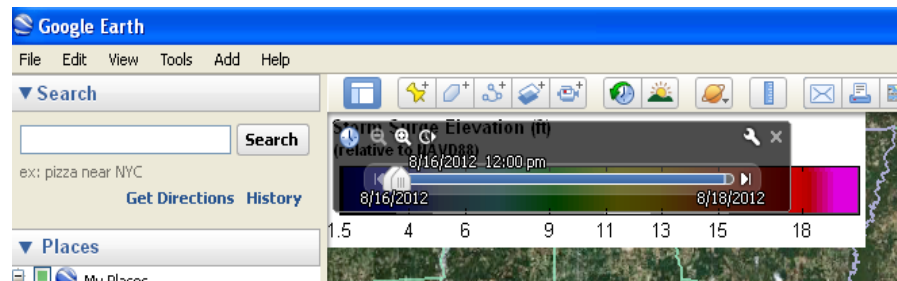 Google Earth
File Edit View Tools Add Help
Search
Search
ex: pizza near NYC
Get Directions History
Places
My Places
Storm Surge Elevation (ft)
(relative to NAVD88)
8/16/2012 12:00 pm
8/16/2012 8/18/2012
1.5 4 6 9 11 13 15 18